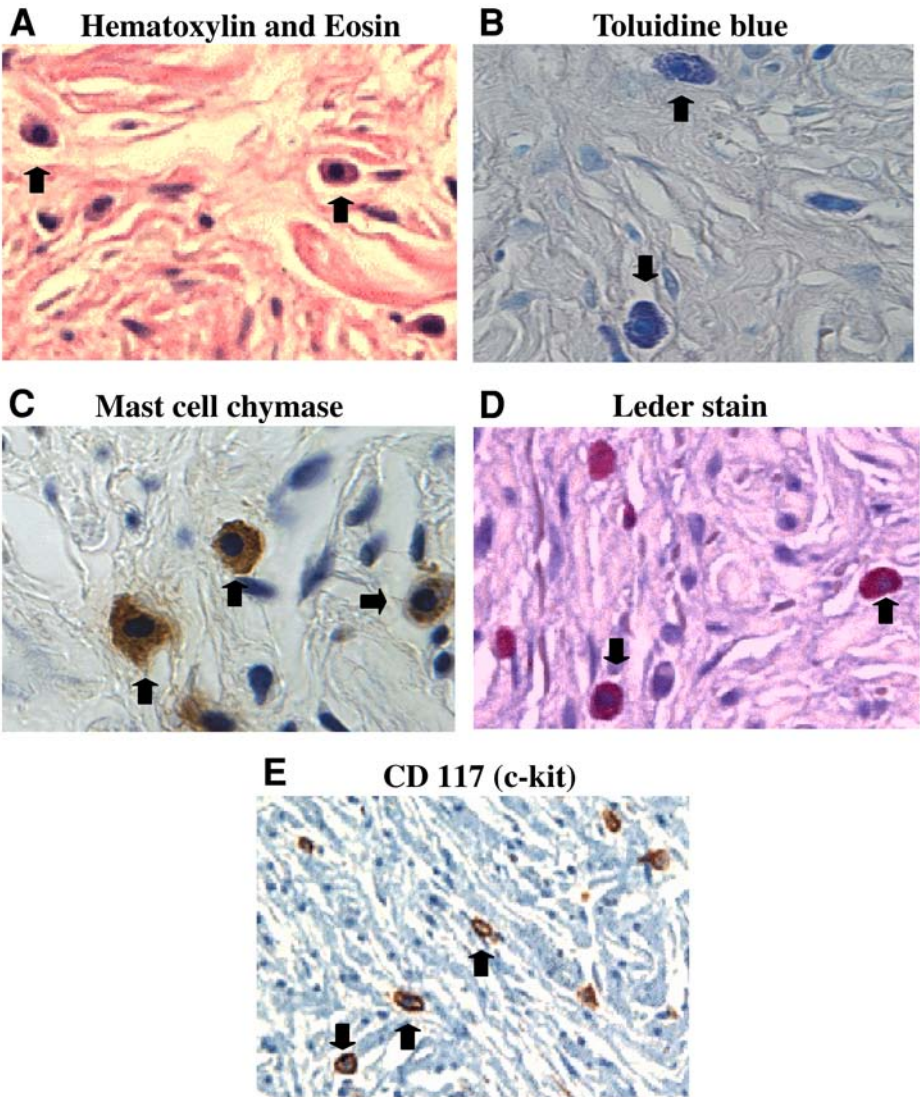 A Hematoxylin and Eosin
B Toluidine blue
C Mast cell chymase
D Leder stain
E CD 117 (c-kit)